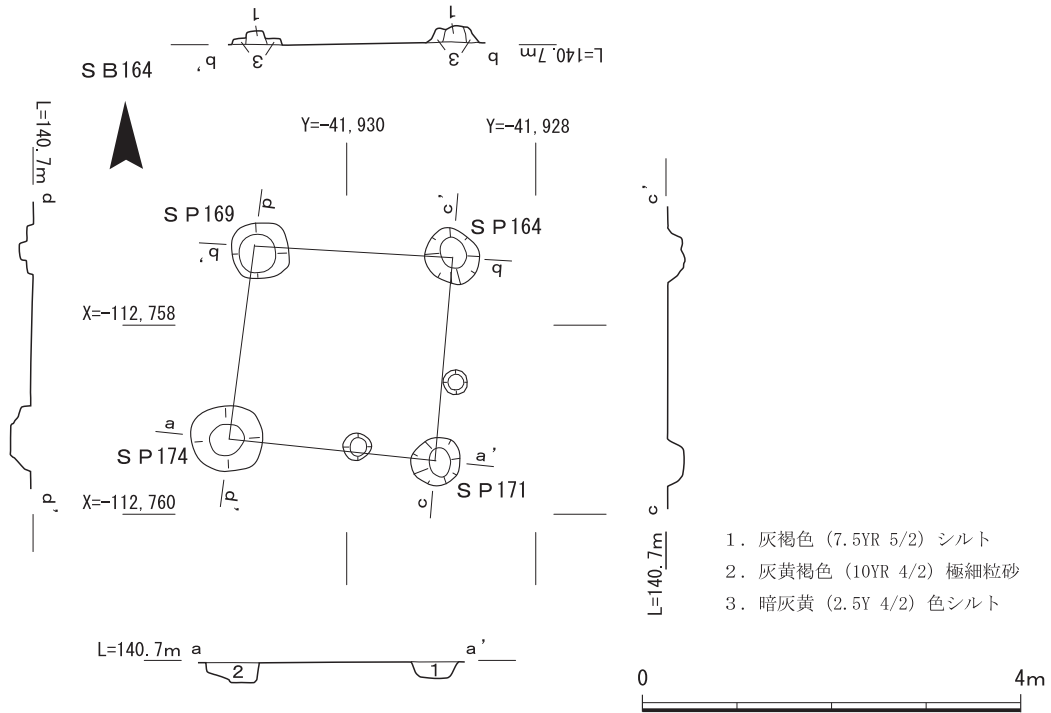 1
1
3
3
b'
b
L=140.7m
SB164
L=140.7m
d
Y=-41,930
Y=-41,928
c'
d
c'
SP169
SP164
b'
b
X=-112,758
a
SP174
a'
SP171
d'
d'
c
c
X=-112,760
L=140.7m
1. 灰褐色 (7.5YR 5/2) シルト
2. 灰黄褐色 (10YR 4/2) 極細粒砂
3. 暗灰黄 (2.5Y 4/2) 色シルト
L=140.7m
a
a'
2
1
0
4m